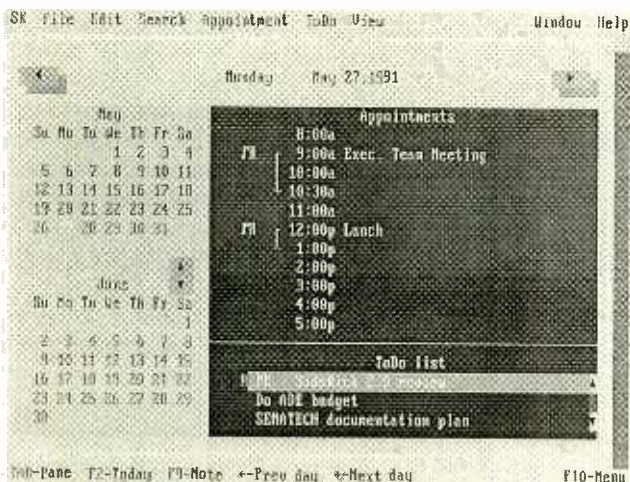 SK File Edit Search Appointment ToDo View Window Help
Monday May 27,1991
May
Su Mo Tu We Th Fr Sa
1 2 3 4
5 6 7 8 9 10 11
12 13 14 15 16 17 18
19 20 21 22 23 24 25
26 28 29 30 31
June
Su Mo Tu We Th Fr Sa
1
2 3 4 5 6 7 8
9 10 11 12 13 14 15
16 17 18 19 20 21 22
23 24 25 26 27 28 29
30
Appointments
8:00a
9:00a Exec. Team Meeting
10:00a
10:30a
11:00a
12:00p Lunch
1:00p
2:00p
3:00p
4:00p
5:00p
ToDo list
SideKick 2.0 review
Do ADE budget
SEMATECH documentation plan
TAB-Pane F2-Today F9-Note ←-Prev day →-Next day F10-Menu